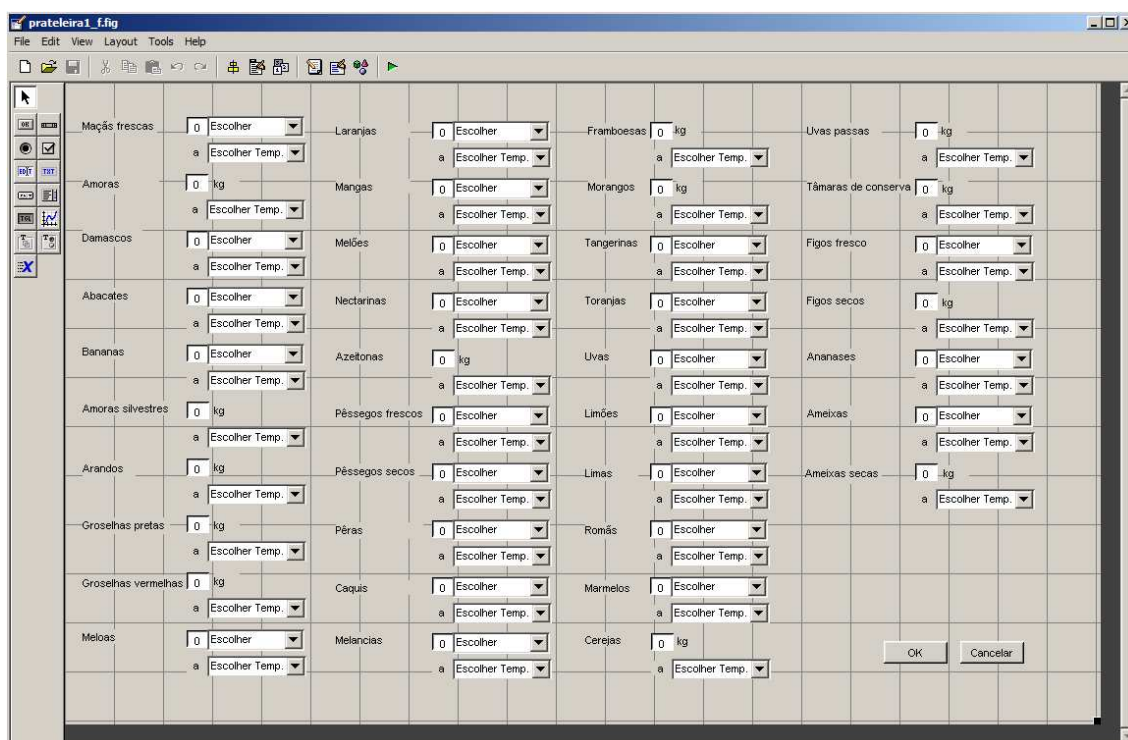 prateleira1_f.fig
File Edit View Layout Tools Help
Maçãs frescas 0 Escolher
a Escolher Temp.
Amoras 0 kg
a Escolher Temp.
Damascos 0 Escolher
a Escolher Temp.
Abacates 0 Escolher
a Escolher Temp.
Bananas 0 Escolher
a Escolher Temp.
Amoras silvestres 0 kg
a Escolher Temp.
Arandos 0 kg
a Escolher Temp.
Groselhas pretas 0 kg
a Escolher Temp.
Groselhas vermelhas 0 kg
a Escolher Temp.
Meloas 0 Escolher
a Escolher Temp.
Laranjas 0 Escolher
a Escolher Temp.
Mangas 0 Escolher
a Escolher Temp.
Melões 0 Escolher
a Escolher Temp.
Nectarinas 0 Escolher
a Escolher Temp.
Azeitonas 0 kg
a Escolher Temp.
Pêssegos frescos 0 Escolher
a Escolher Temp.
Pêssegos secos 0 Escolher
a Escolher Temp.
Pêras 0 Escolher
a Escolher Temp.
Caquis 0 Escolher
a Escolher Temp.
Melancias 0 Escolher
a Escolher Temp.
Framboesas 0 kg
a Escolher Temp.
Morangos 0 kg
a Escolher Temp.
Tangerinas 0 Escolher
a Escolher Temp.
Toranjas 0 Escolher
a Escolher Temp.
Uvas 0 Escolher
a Escolher Temp.
Limões 0 Escolher
a Escolher Temp.
Limas 0 Escolher
a Escolher Temp.
Romãs 0 Escolher
a Escolher Temp.
Marmelos 0 Escolher
a Escolher Temp.
Cerejas 0 kg
a Escolher Temp.
Uvas passas 0 kg
a Escolher Temp.
Tâmaras de conserva 0 kg
a Escolher Temp.
Figos fresco 0 Escolher
a Escolher Temp.
Figos secos 0 kg
a Escolher Temp.
Ananases 0 Escolher
a Escolher Temp.
Ameixas 0 Escolher
a Escolher Temp.
Ameixas secas 0 kg
a Escolher Temp.
OK Cancelar